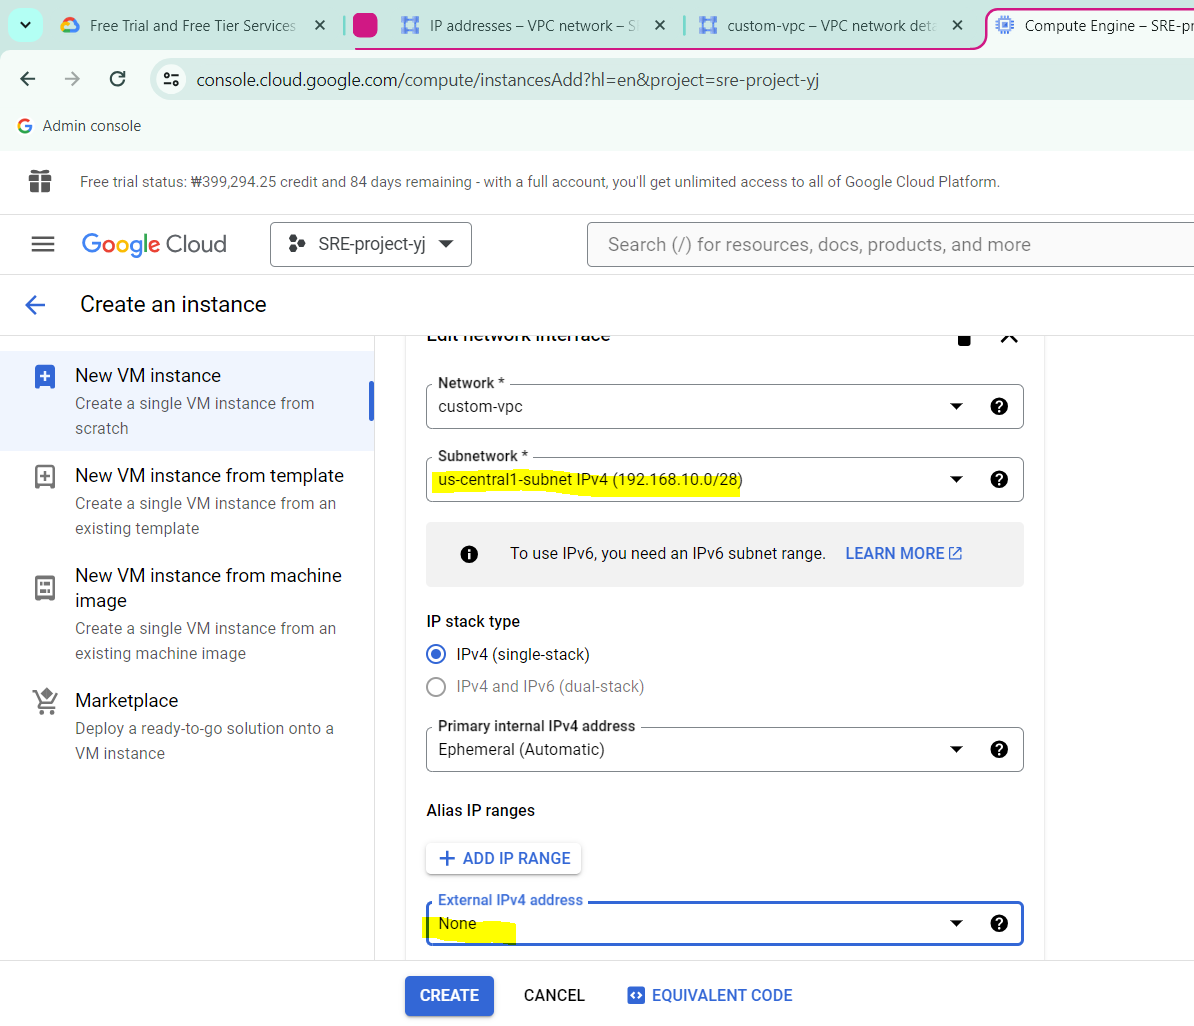 Free Trial and Free Tier Services
IP addresses – VPC network – S
custom-vpc – VPC network deta
Compute Engine – SRE-pr
console.cloud.google.com/compute/instancesAdd?hl=en&project=sre-project-yj
Admin console
Free trial status: ₩399,294.25 credit and 84 days remaining - with a full account, you'll get unlimited access to all of Google Cloud Platform.
Google Cloud
SRE-project-yj
Search (/) for resources, docs, products, and more
Create an instance
New VM instance
Create a single VM instance from
scratch
New VM instance from template
Create a single VM instance from an
existing template
New VM instance from machine
image
Create a single VM instance from an
existing machine image
Marketplace
Deploy a ready-to-go solution onto a
VM instance
Edit network interface
Network *
custom-vpc
Subnetwork *
us-central1-subnet IPv4 (192.168.10.0/28)
To use IPv6, you need an IPv6 subnet range. LEARN MORE
IP stack type
IPv4 (single-stack)
IPv4 and IPv6 (dual-stack)
Primary internal IPv4 address
Ephemeral (Automatic)
Alias IP ranges
ADD IP RANGE
External IPv4 address
None
CREATE
CANCEL
EQUIVALENT CODE